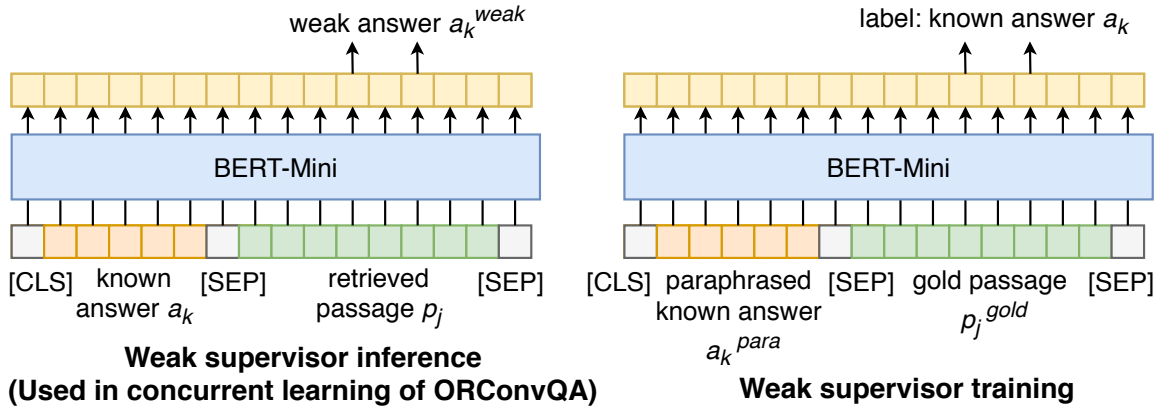 weak answer a_k^weak
BERT-Mini
[CLS] known answer a_k [SEP] retrieved passage p_j [SEP]
Weak supervisor inference
(Used in concurrent learning of ORConvQA)
label: known answer a_k
BERT-Mini
[CLS] paraphrased known answer a_k^para [SEP] gold passage p_j^gold [SEP]
Weak supervisor training